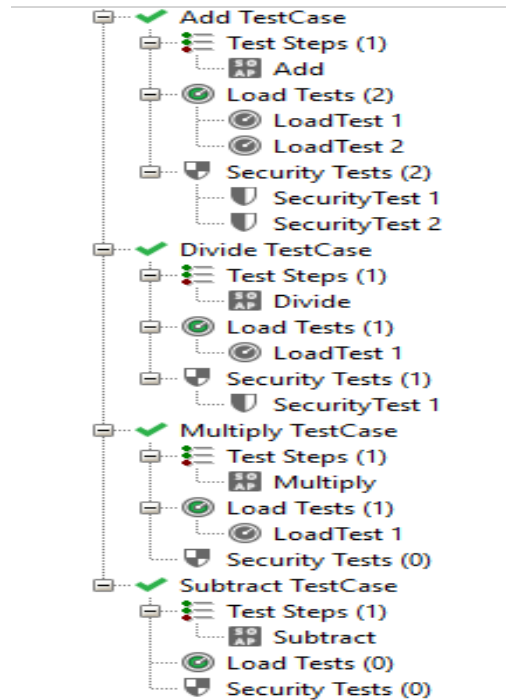 Add TestCase
Test Steps (1)
SO AP Add
Load Tests (2)
LoadTest 1
LoadTest 2
Security Tests (2)
SecurityTest 1
SecurityTest 2
Divide TestCase
Test Steps (1)
SO AP Divide
Load Tests (1)
LoadTest 1
Security Tests (1)
SecurityTest 1
Multiply TestCase
Test Steps (1)
SO AP Multiply
Load Tests (1)
LoadTest 1
Security Tests (0)
Subtract TestCase
Test Steps (1)
SO AP Subtract
Load Tests (0)
Security Tests (0)